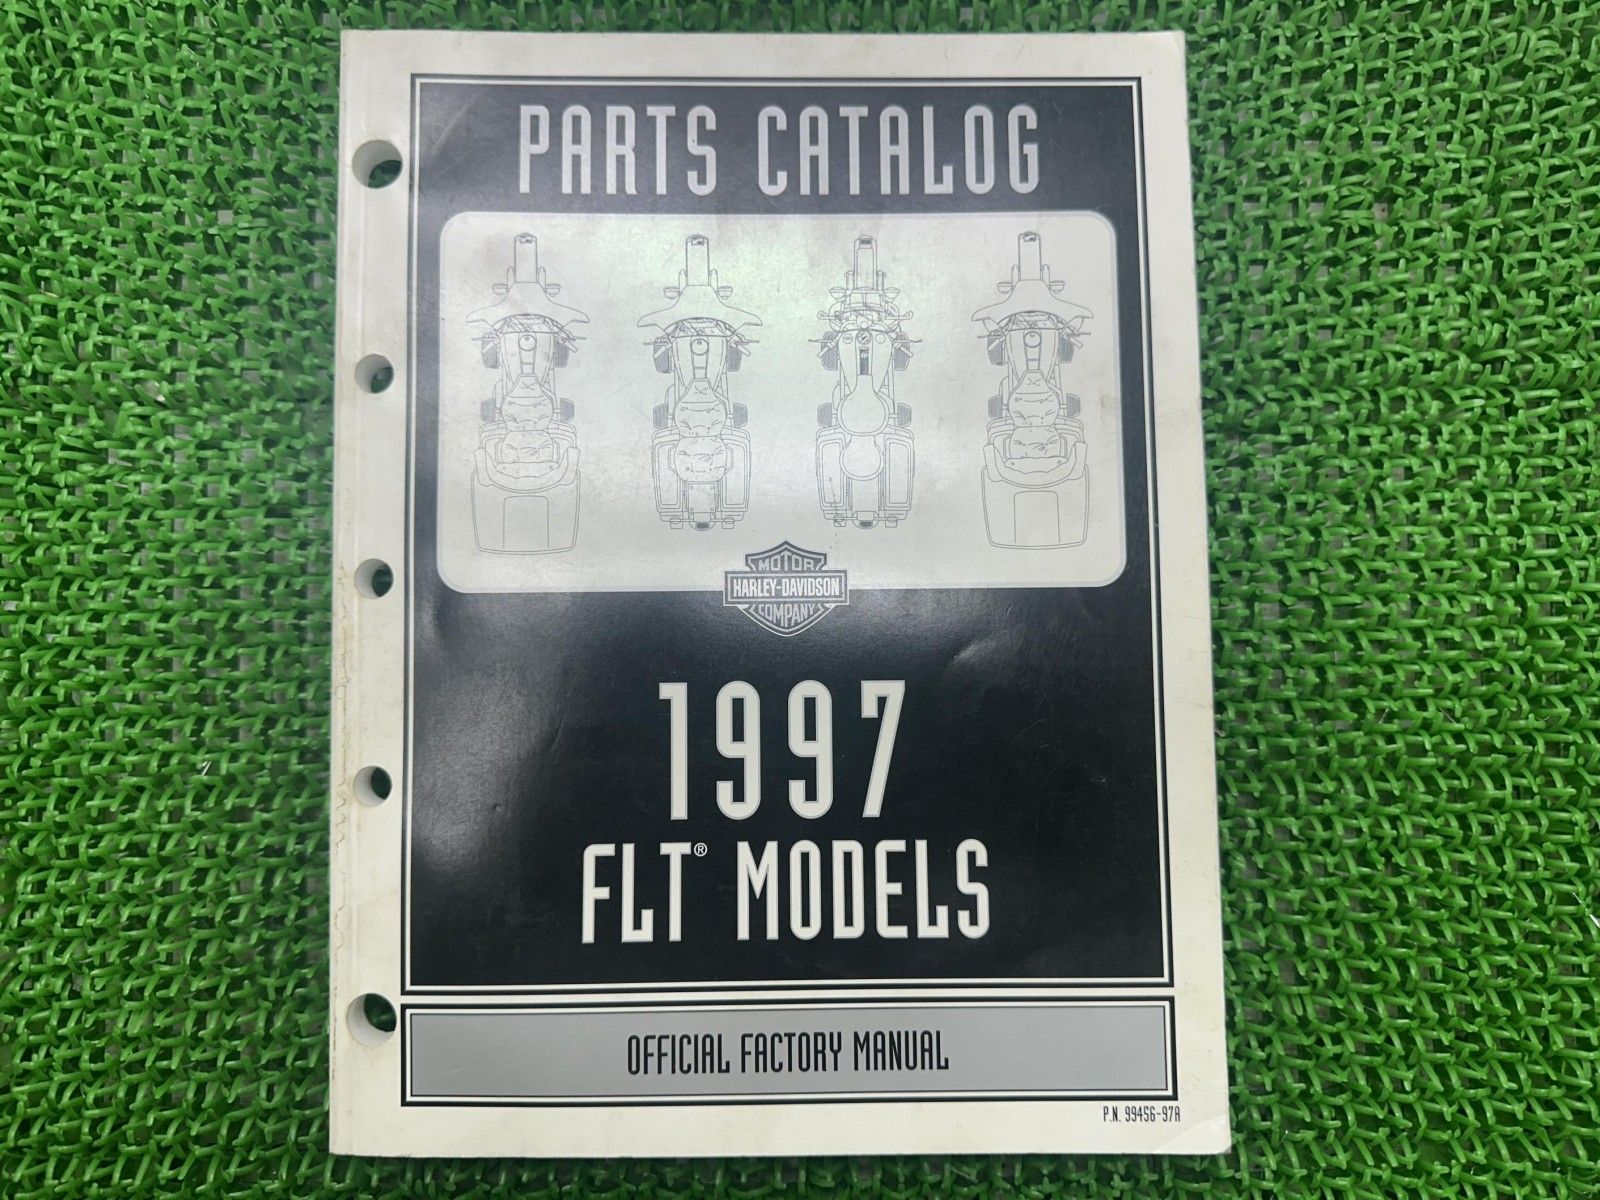 PARTS CATALOG
MOTOR
HARLEY-DAVIDSON
COMPANY
1997
FLT® MODELS
OFFICIAL FACTORY MANUAL
P.N. 99456-97A